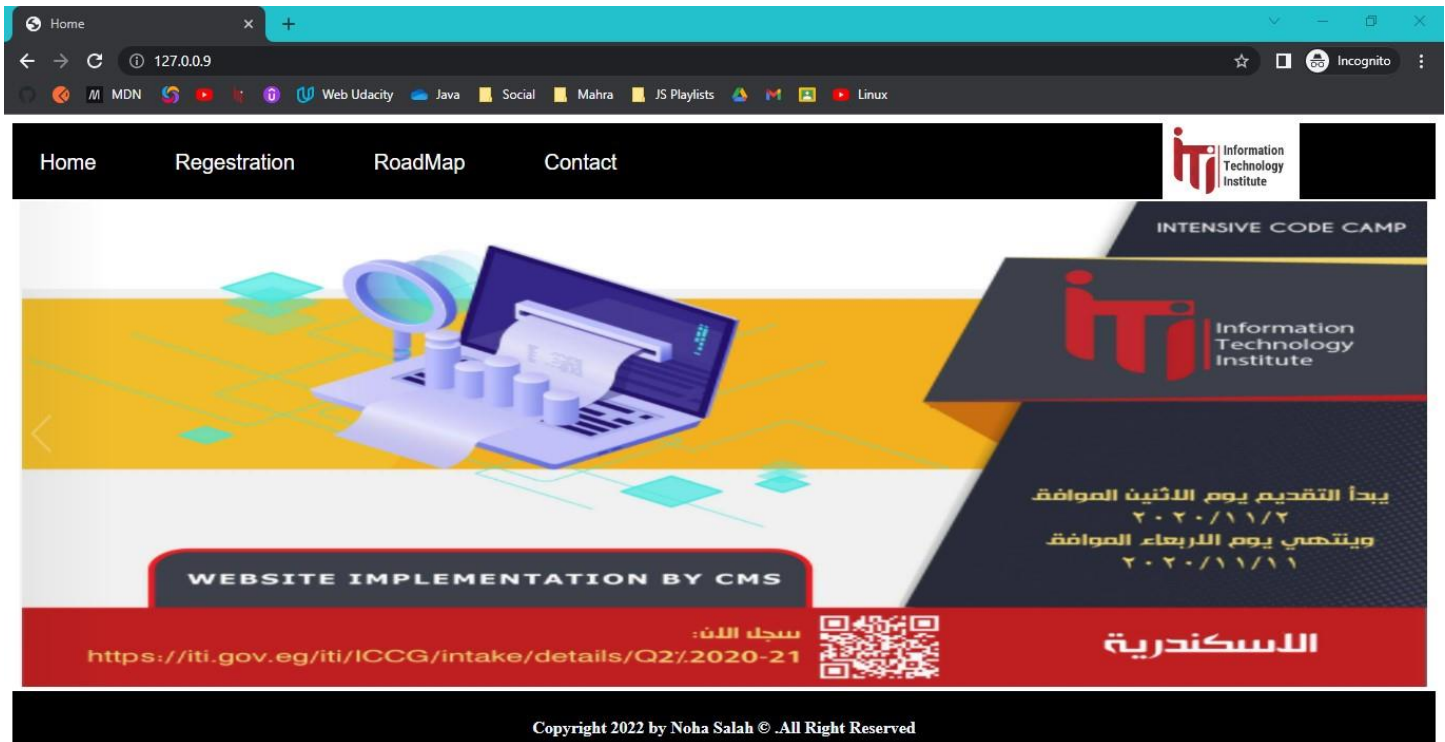 Home
127.0.0.9
Incognito
MDN
Web Udacity
Java
Social
Mahra
JS Playlists
Linux
Home
Regestration
RoadMap
Contact
Information
Technology
Institute
INTENSIVE CODE CAMP
iTi
Information
Technology
Institute
يبدأ التقديم يوم الاثنين الموافق
٢٠٢٠/١١/٢
وينتهي يوم الاربعاء الموافق
٢٠٢٠/١١/١١
WEBSITE IMPLEMENTATION BY CMS
سجل الان:
https://iti.gov.eg/iti/ICCG/intake/details/Q2٪2020-21
الاسكندرية
Copyright 2022 by Noha Salah © .All Right Reserved